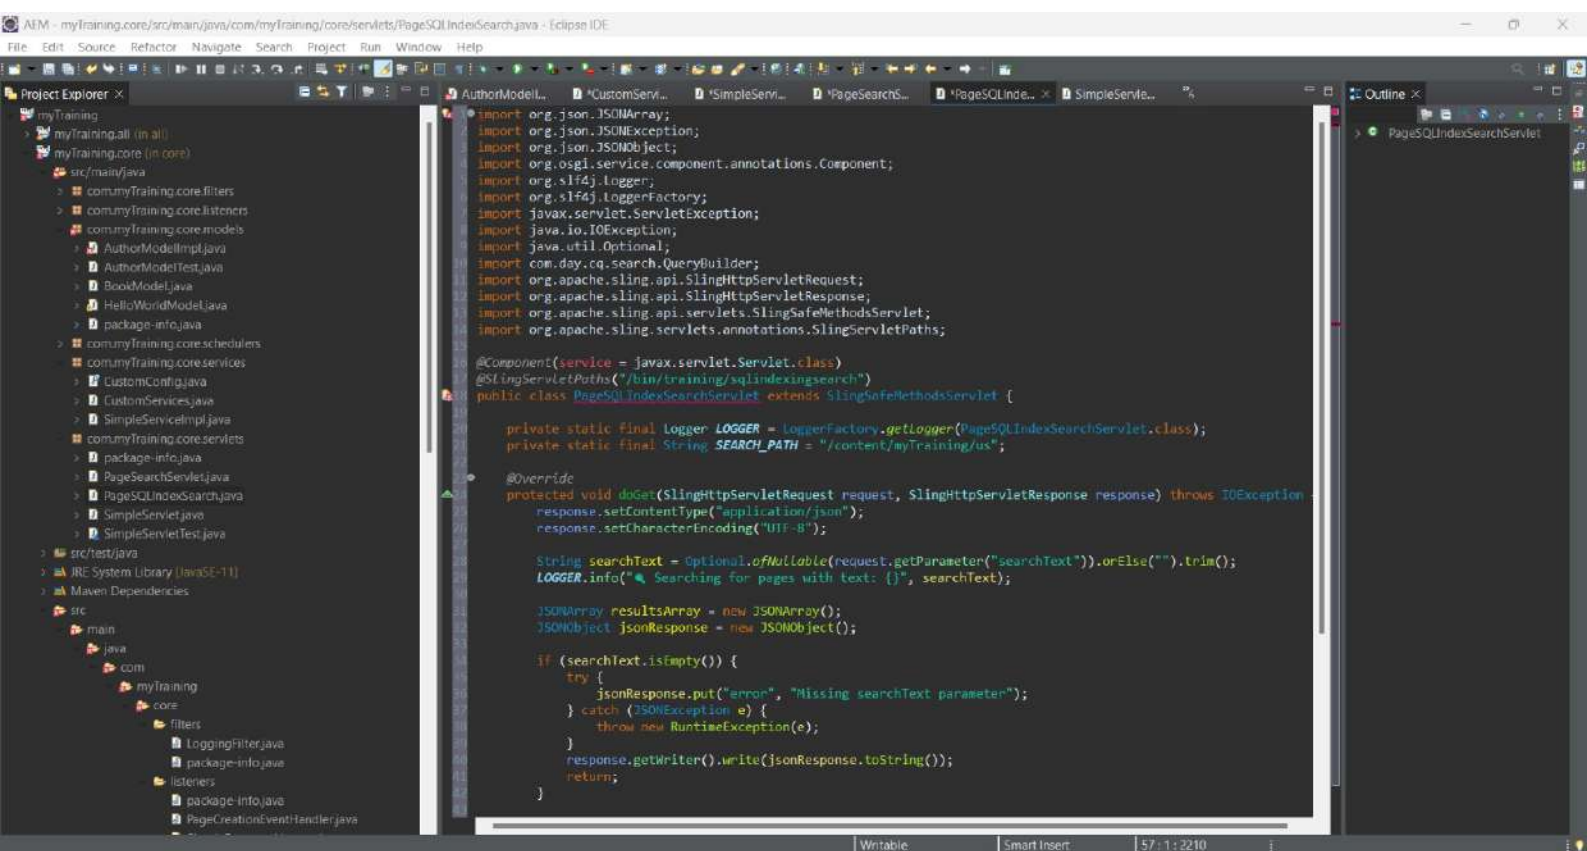 AEM - myTraining.core/src/main/java/com/myTraining/core/servlets/PageSQLIndexSearch.java - Eclipse IDE
File Edit Source Refactor Navigate Search Project Run Window Help
Project Explorer
myTraining
myTraining.all (in all)
myTraining.core (in core)
src/main/java
com.myTraining.core.filters
com.myTraining.core.listeners
com.myTraining.core.models
AuthorModelImpl.java
AuthorModelTest.java
BookModel.java
HelloWorldModel.java
package-info.java
com.myTraining.core.schedulers
com.myTraining.core.services
CustomConfig.java
CustomServices.java
SimpleServiceImpl.java
com.myTraining.core.servlets
package-info.java
PageSearchServlet.java
PageSQLIndexSearch.java
SimpleServlet.java
SimpleServletTest.java
src/test/java
JRE System Library [JavaSE-11]
Maven Dependencies
src
main
java
com
myTraining
core
filters
LoggingFilter.java
package-info.java
listeners
package-info.java
PageCreationEventHandler.java
AuthorModelI... *CustomServi... *SimpleServi... *PageSearchS... *PageSQLInde... SimpleServle...
import org.json.JSONArray;
import org.json.JSONException;
import org.json.JSONObject;
import org.osgi.service.component.annotations.Component;
import org.slf4j.Logger;
import org.slf4j.LoggerFactory;
import javax.servlet.ServletException;
import java.io.IOException;
import java.util.Optional;
import com.day.cq.search.QueryBuilder;
import org.apache.sling.api.SlingHttpServletRequest;
import org.apache.sling.api.SlingHttpServletResponse;
import org.apache.sling.api.servlets.SlingSafeMethodsServlet;
import org.apache.sling.servlets.annotations.SlingServletPaths;
@Component(service = javax.servlet.Servlet.class)
@SlingServletPaths("/bin/training/sqlindexingsearch")
public class PageSQLIndexSearchServlet extends SlingSafeMethodsServlet {
private static final Logger LOGGER = LoggerFactory.getLogger(PageSQLIndexSearchServlet.class);
private static final String SEARCH_PATH = "/content/myTraining/us";
@Override
protected void doGet(SlingHttpServletRequest request, SlingHttpServletResponse response) throws IOException
response.setContentType("application/json");
response.setCharacterEncoding("UTF-8");
String searchText = Optional.ofNullable(request.getParameter("searchText")).orElse("").trim();
LOGGER.info("🔍 Searching for pages with text: {}", searchText);
JSONArray resultsArray = new JSONArray();
JSONObject jsonResponse = new JSONObject();
if (searchText.isEmpty()) {
try {
jsonResponse.put("error", "Missing searchText parameter");
} catch (JSONException e) {
throw new RuntimeException(e);
}
response.getWriter().write(jsonResponse.toString());
return;
}
Outline
PageSQLIndexSearchServlet
Writable Smart Insert 57 : 1 : 2210